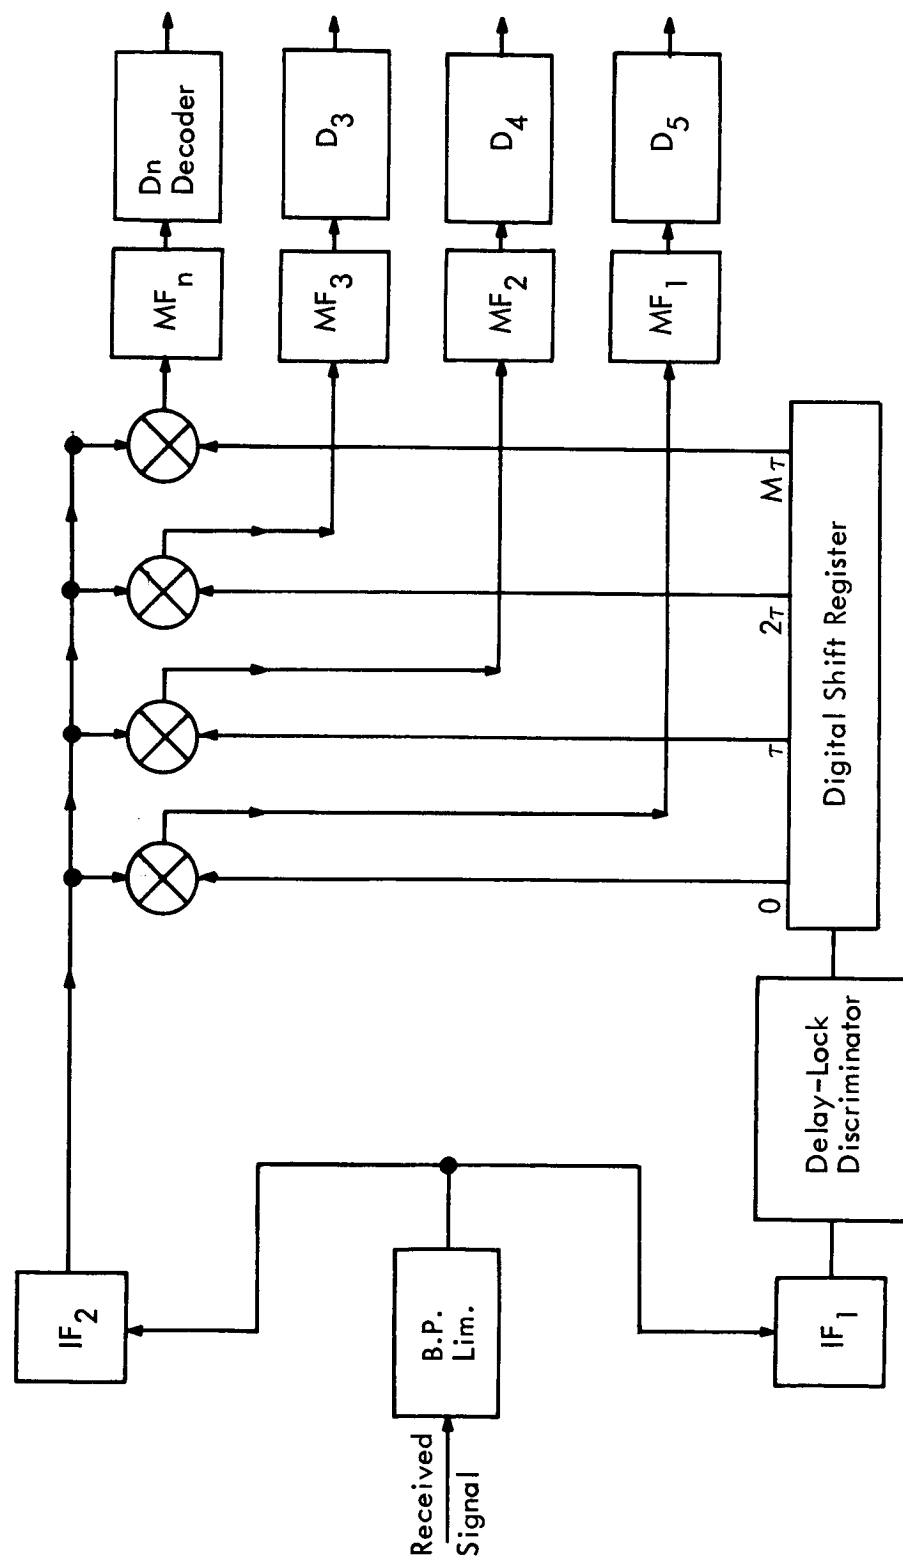 Received
Signal
B.P.
Lim.
IF2
IF1
Delay-Lock
Discriminator
Digital Shift Register
0
τ
2τ
Mτ
MFn
Dn
Decoder
MF3
D3
MF2
D4
MF1
D5